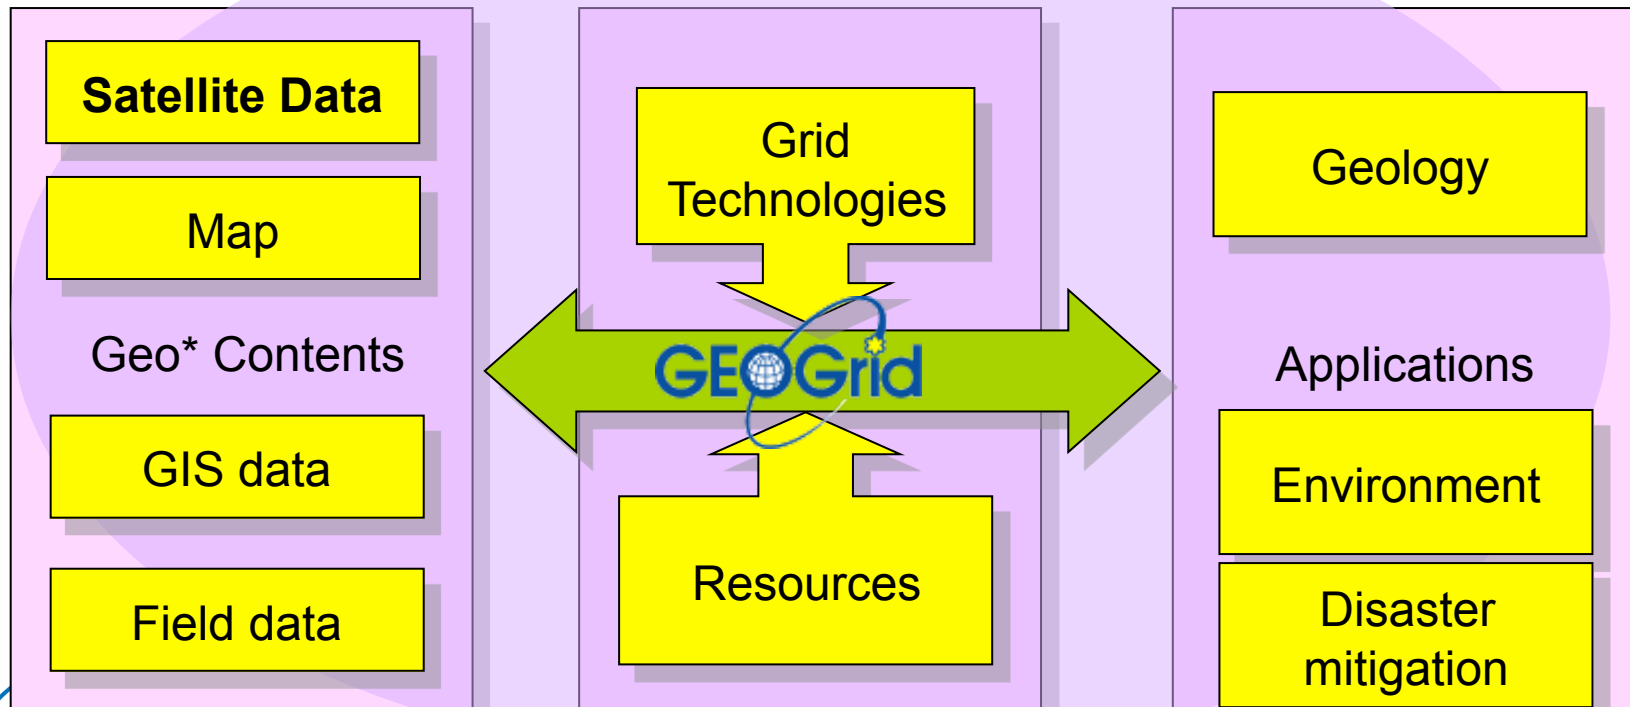 Satellite Data
Map
Geo* Contents
GIS data
Field data
Grid
Technologies
GEOGrid
Resources
Geology
Applications
Environment
Disaster
mitigation